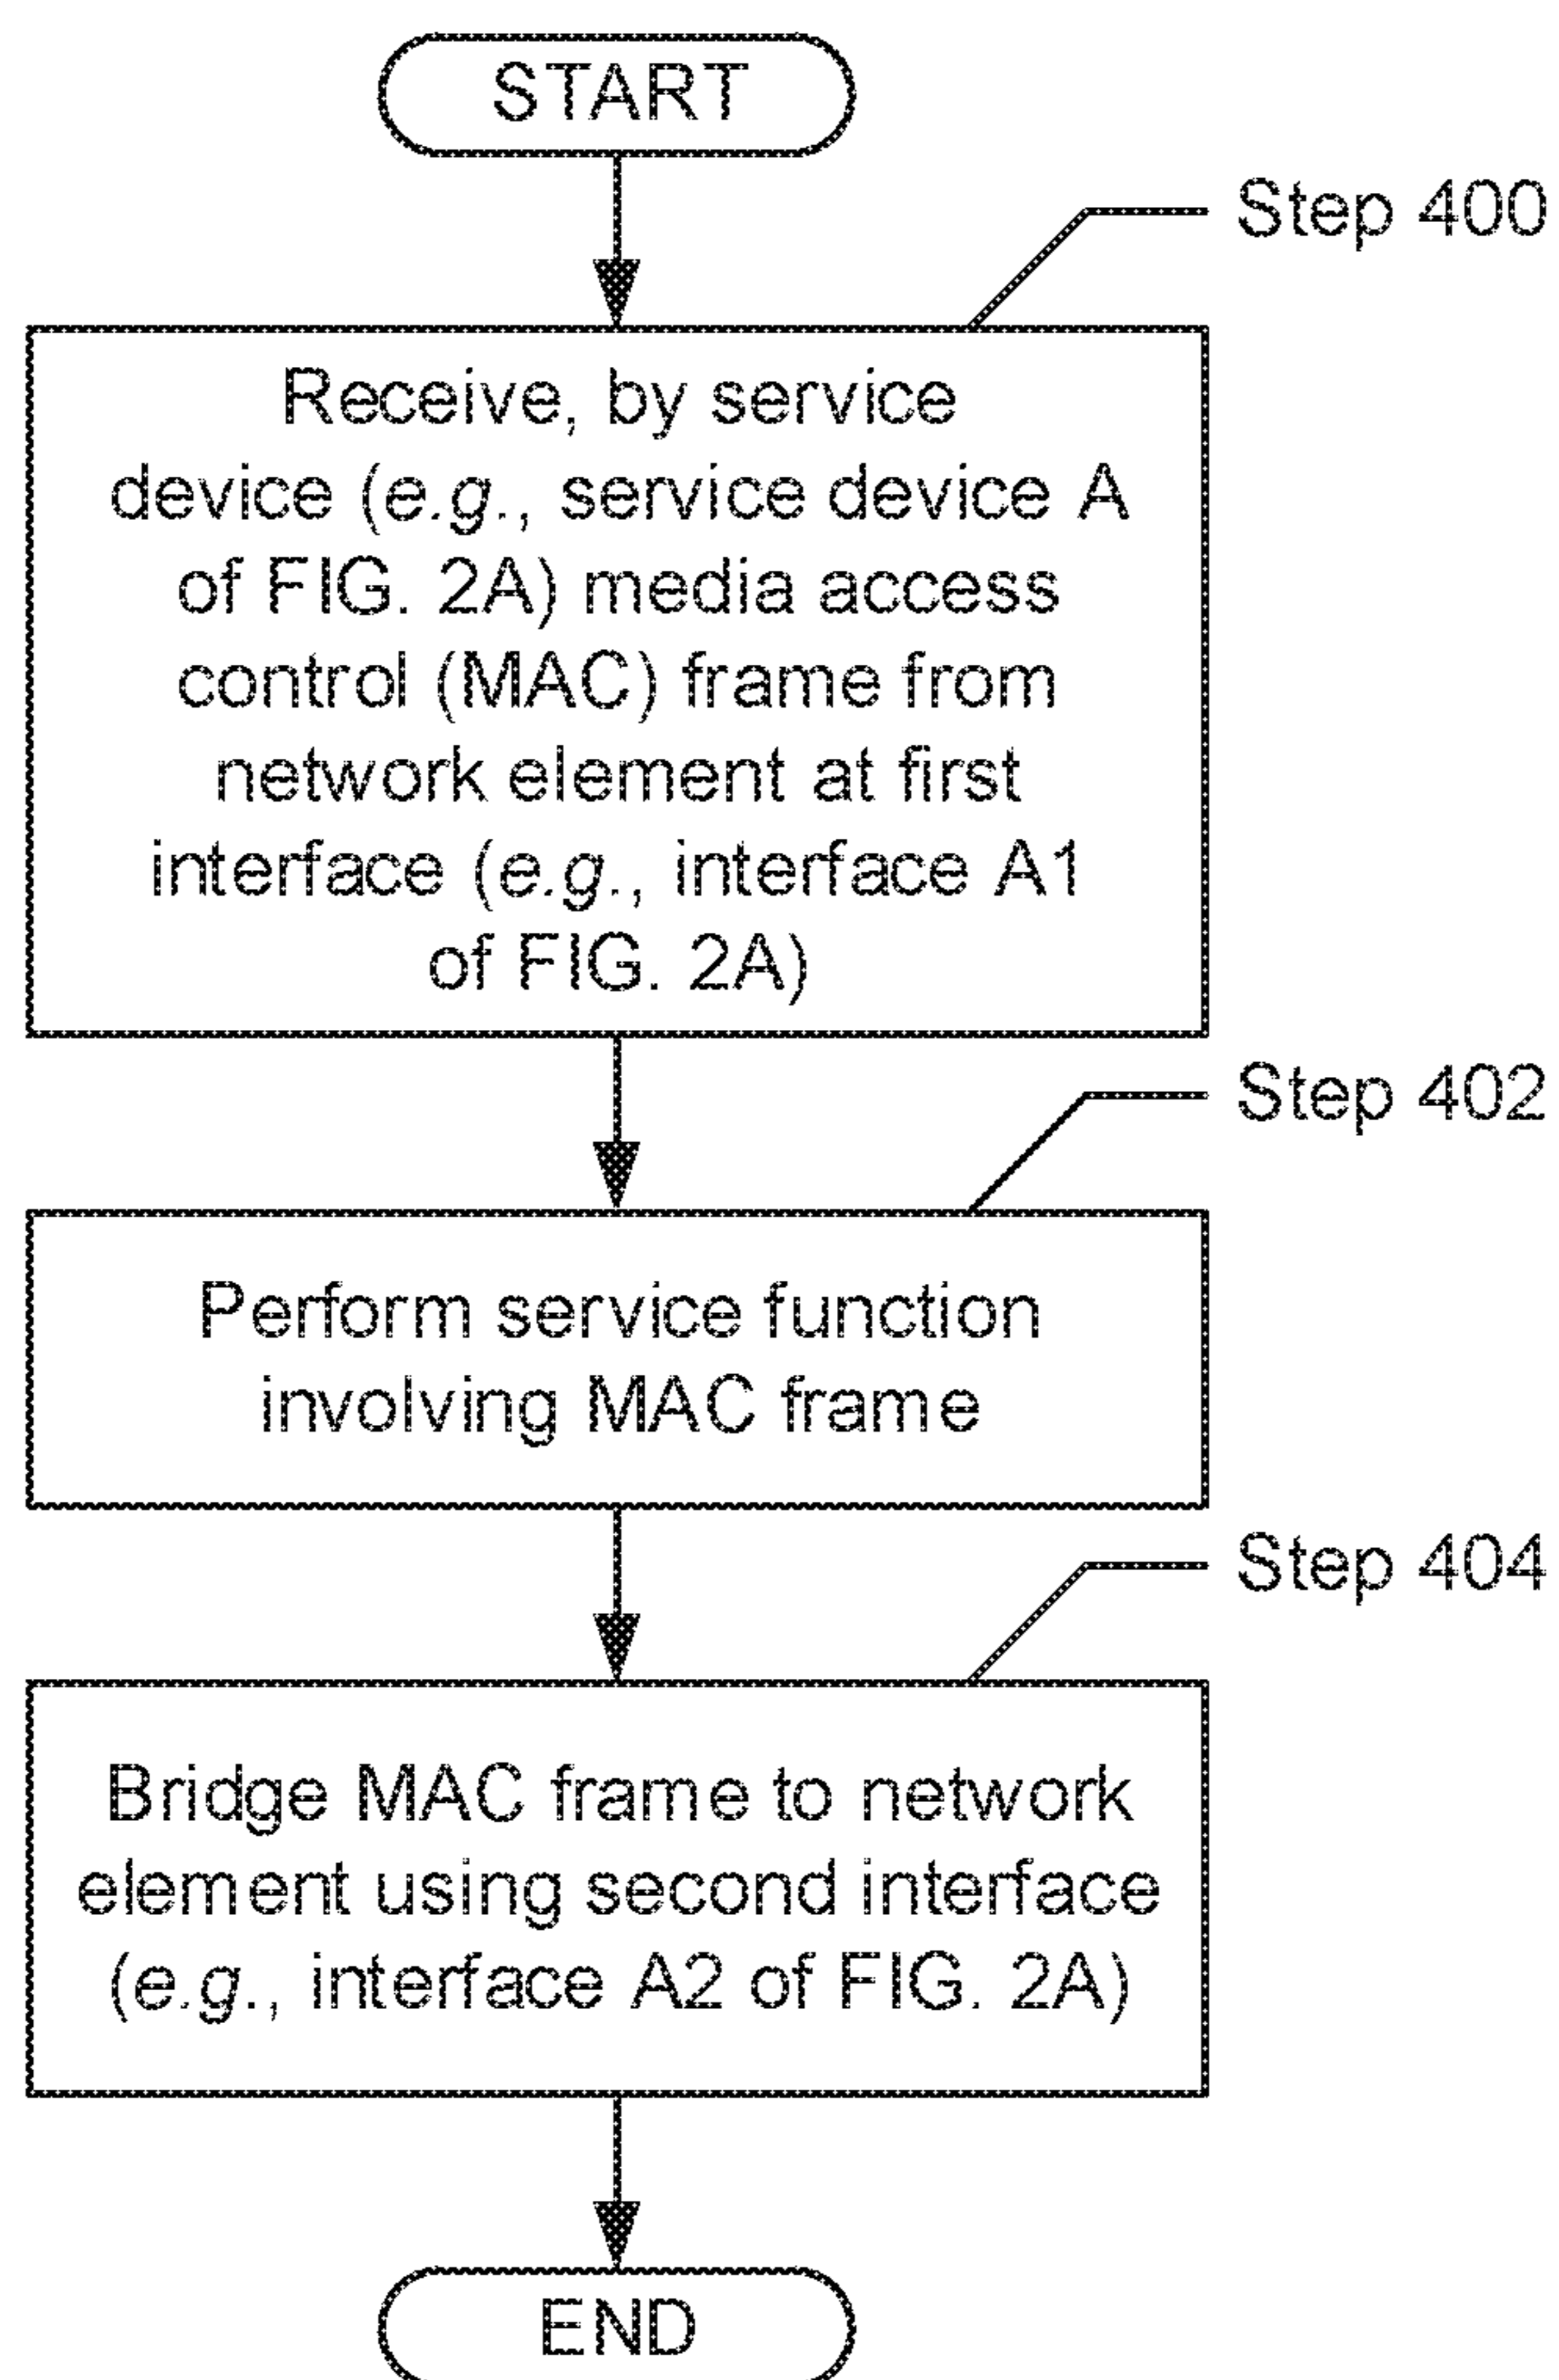 START
Step 400
Receive, by service
device (e.g., service device A
of FIG. 2A) media access
control (MAC) frame from
network element at first
interface (e.g., interface A1
of FIG. 2A)
Step 402
Perform service function
involving MAC frame
Step 404
Bridge MAC frame to network
element using second interface
(e.g., interface A2 of FIG. 2A)
END